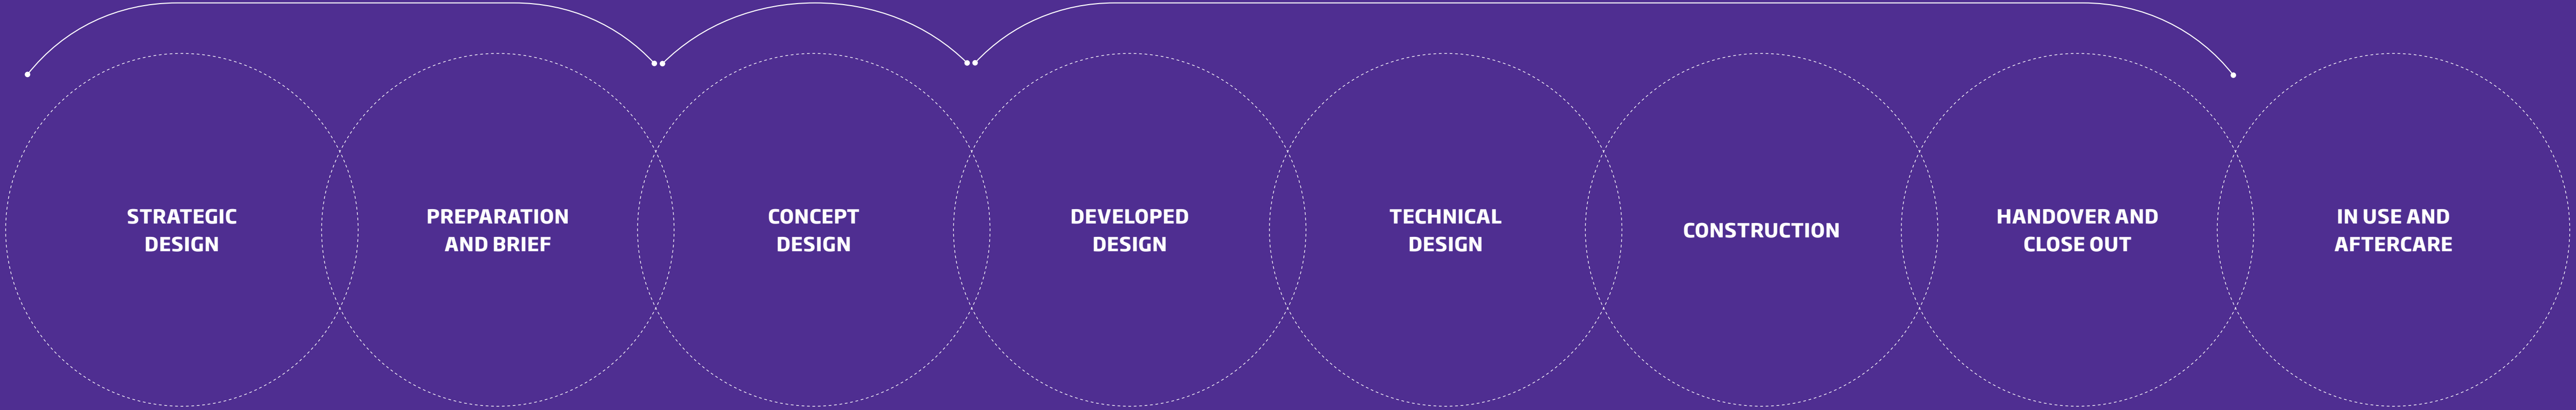 STRATEGIC
DESIGN
PREPARATION
AND BRIEF
CONCEPT
DESIGN
DEVELOPED
DESIGN
TECHNICAL
DESIGN
CONSTRUCTION
HANDOVER AND
CLOSE OUT
IN USE AND
AFTERCARE